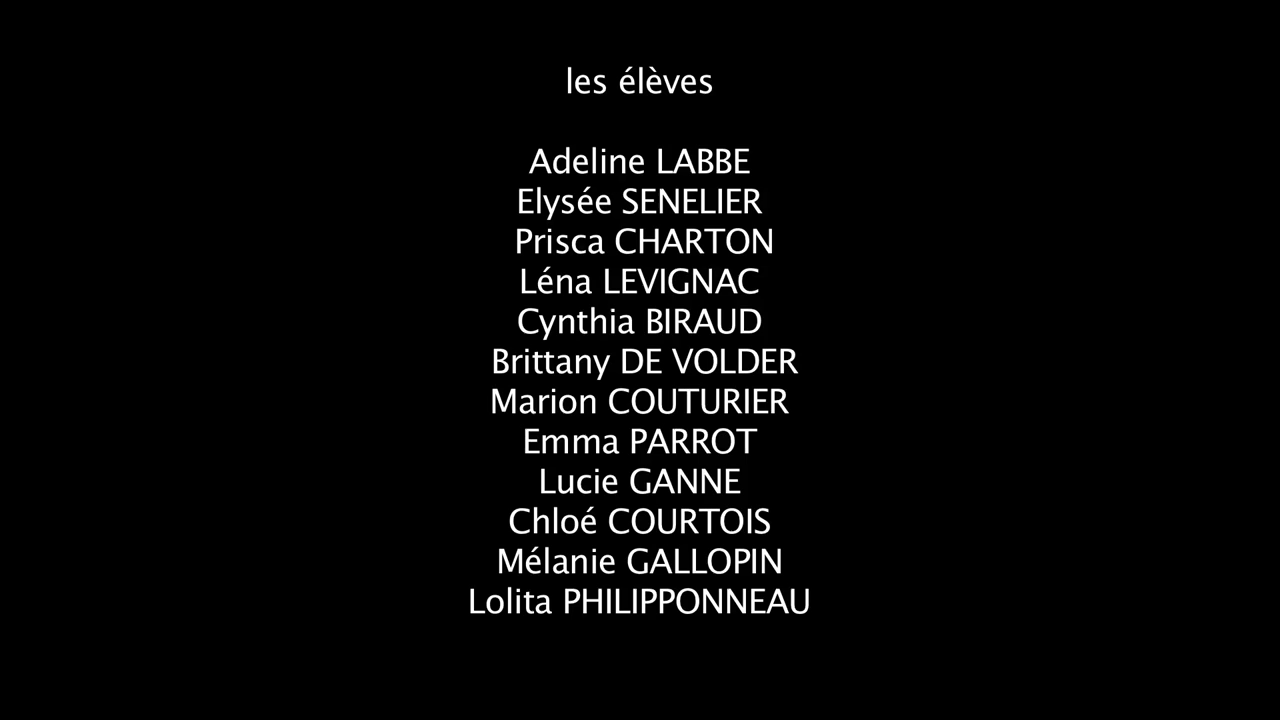 les élèves
Adeline LABBE
Elysée SENELIER
Prisca CHARTON
Léna LEVIGNAC
Cynthia BIRAUD
Brittany DE VOLDER
Marion COUTURIER
Emma PARROT
Lucie GANNE
Chloé COURTOIS
Mélanie GALLOPIN
Lolita PHILIPPONNEAU